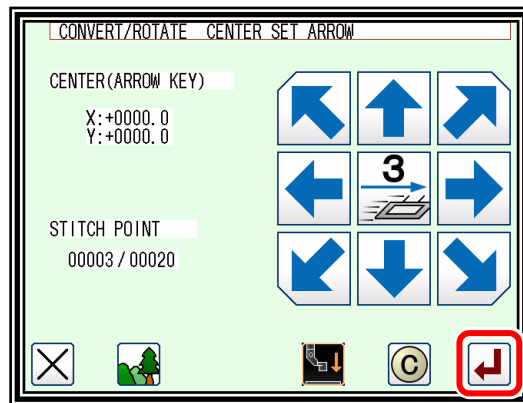 CONVERT/ROTATE CENTER SET ARROW
CENTER(ARROW KEY)
X:+0000.0
Y:+0000.0
3
STITCH POINT
00003/00020
C